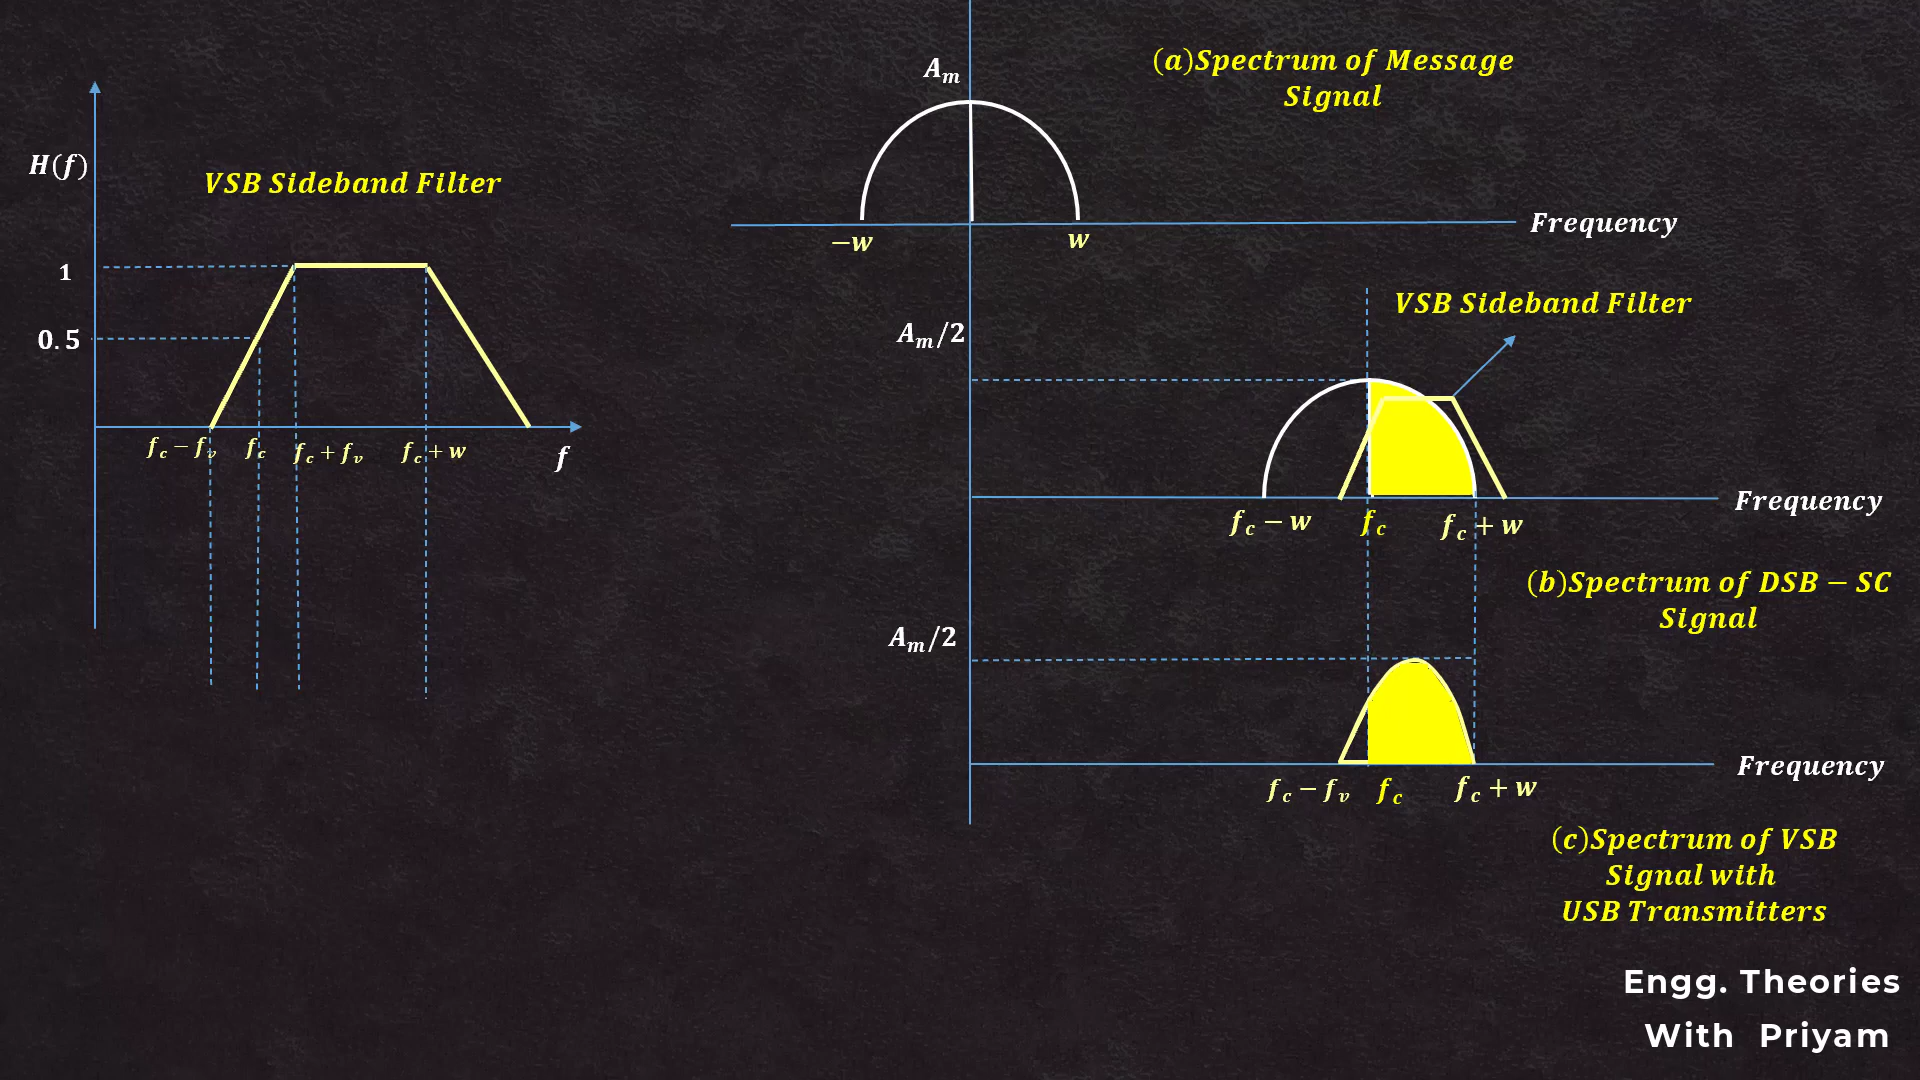 H(f)
VSB Sideband Filter
1
0.5
f_c − f_v
f_c
f_c + f_v
f_c + w
f
A_m
(a)Spectrum of Message
Signal
−w
w
Frequency
VSB Sideband Filter
A_m/2
f_c − w
f_c
f_c + w
Frequency
(b)Spectrum of DSB − SC
Signal
A_m/2
f_c − f_v
f_c
f_c + w
Frequency
(c)Spectrum of VSB
Signal with
USB Transmitters
Engg. Theories
With Priyam